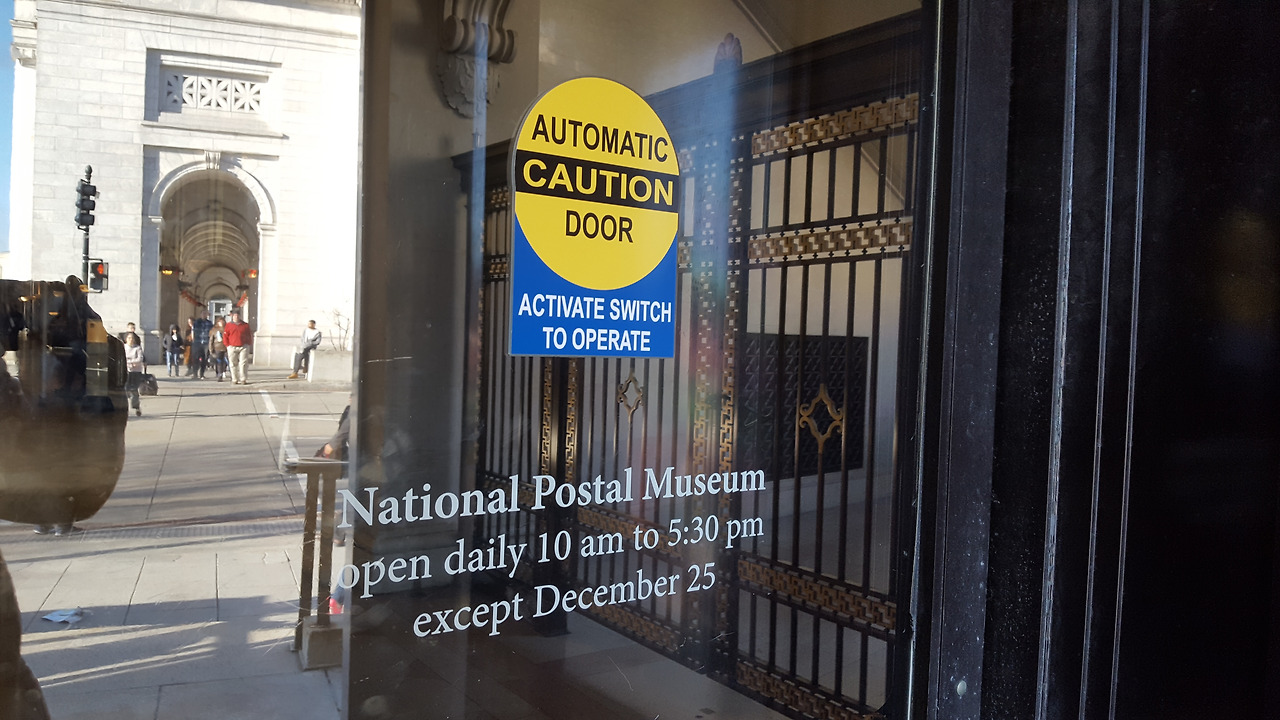 AUTOMATIC
CAUTION
DOOR
ACTIVATE SWITCH
TO OPERATE
National Postal Museum
open daily 10 am to 5:30 pm
except December 25